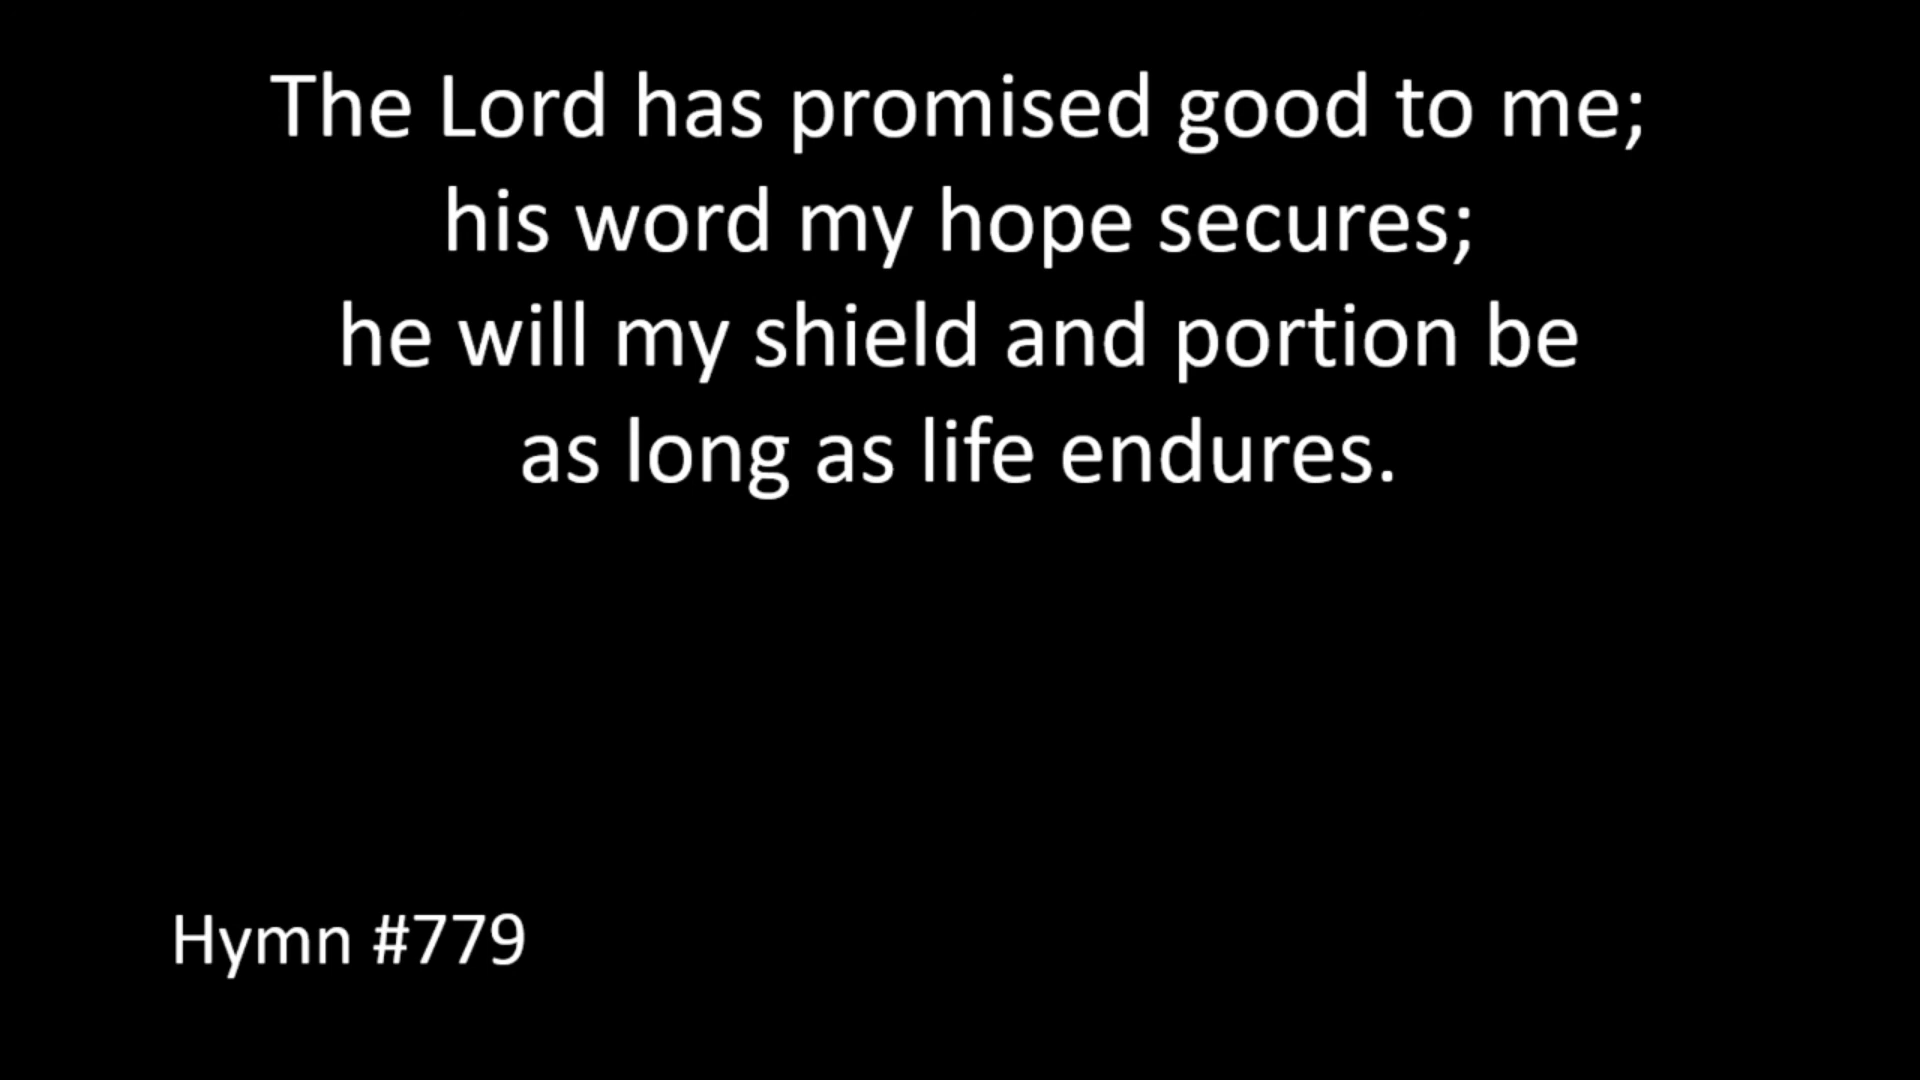 The Lord has promised good to me;
his word my hope secures;
he will my shield and portion be
as long as life endures.
Hymn #779